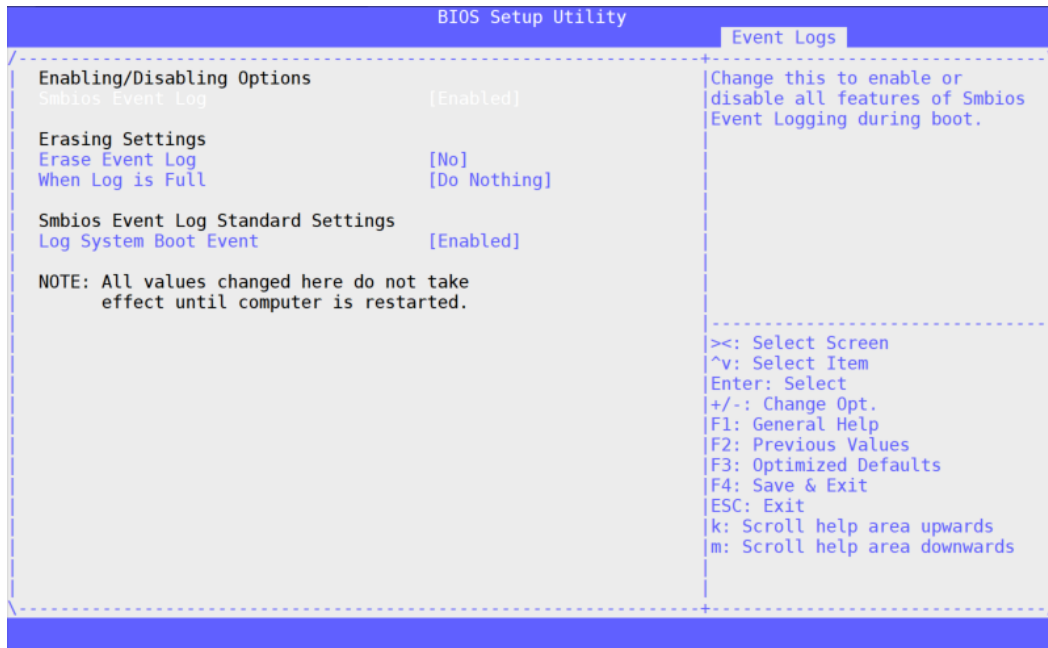 BIOS Setup Utility
Event Logs
Enabling/Disabling Options
Smbios Event Log [Enabled]
Erasing Settings
Erase Event Log [No]
When Log is Full [Do Nothing]
Smbios Event Log Standard Settings
Log System Boot Event [Enabled]
NOTE: All values changed here do not take
effect until computer is restarted.
Change this to enable or
disable all features of Smbios
Event Logging during boot.
><: Select Screen
^v: Select Item
Enter: Select
+/-: Change Opt.
F1: General Help
F2: Previous Values
F3: Optimized Defaults
F4: Save & Exit
ESC: Exit
k: Scroll help area upwards
m: Scroll help area downwards